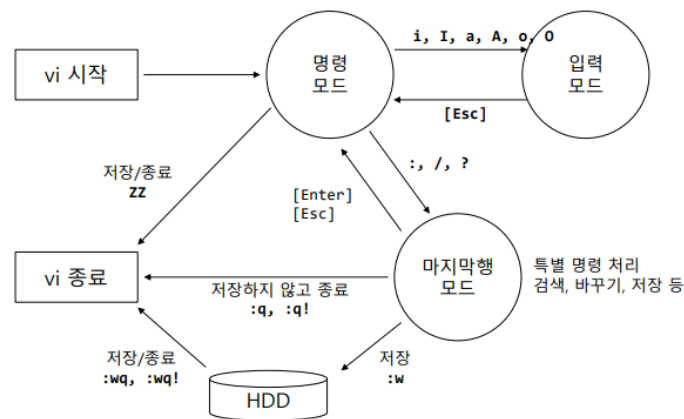 vi 시작
명령
모드
i, I, a, A, o, O
입력
모드
[Esc]
저장/종료
ZZ
:, /, ?
[Enter]
[Esc]
vi 종료
저장하지 않고 종료
:q, :q!
마지막행
모드
특별 명령 처리
검색, 바꾸기, 저장 등
저장/종료
:wq, :wq!
저장
:w
HDD